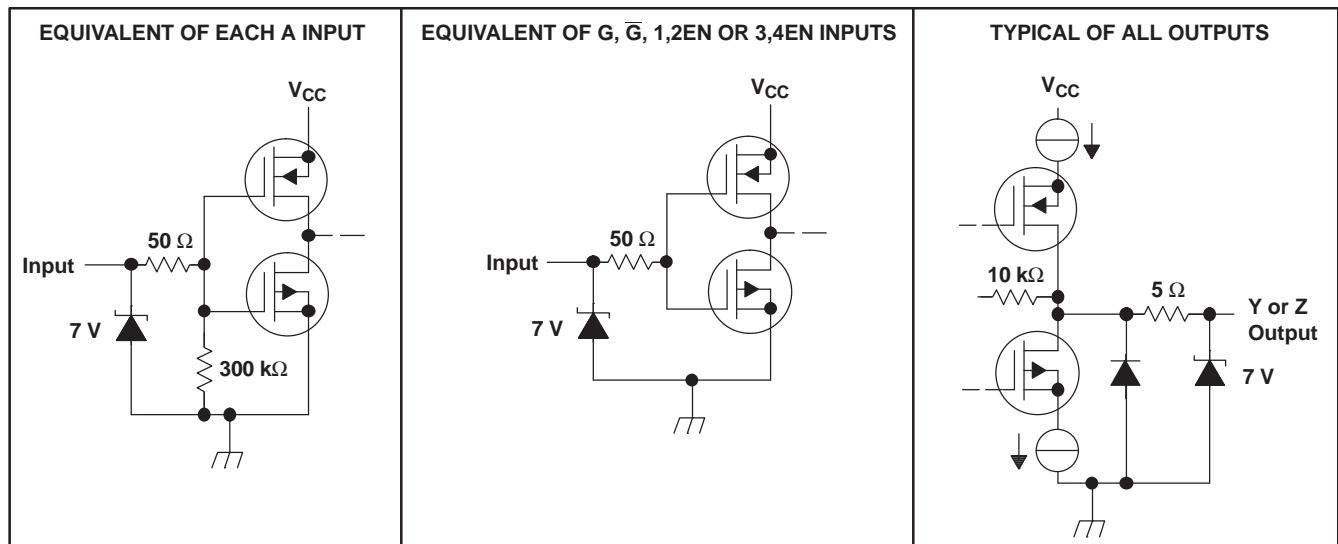 EQUIVALENT OF EACH A INPUT
VCC
50 Ω
Input
7 V
300 kΩ
EQUIVALENT OF G, G̅, 1,2EN OR 3,4EN INPUTS
VCC
50 Ω
Input
7 V
TYPICAL OF ALL OUTPUTS
VCC
10 kΩ
5 Ω
Y or Z
Output
7 V